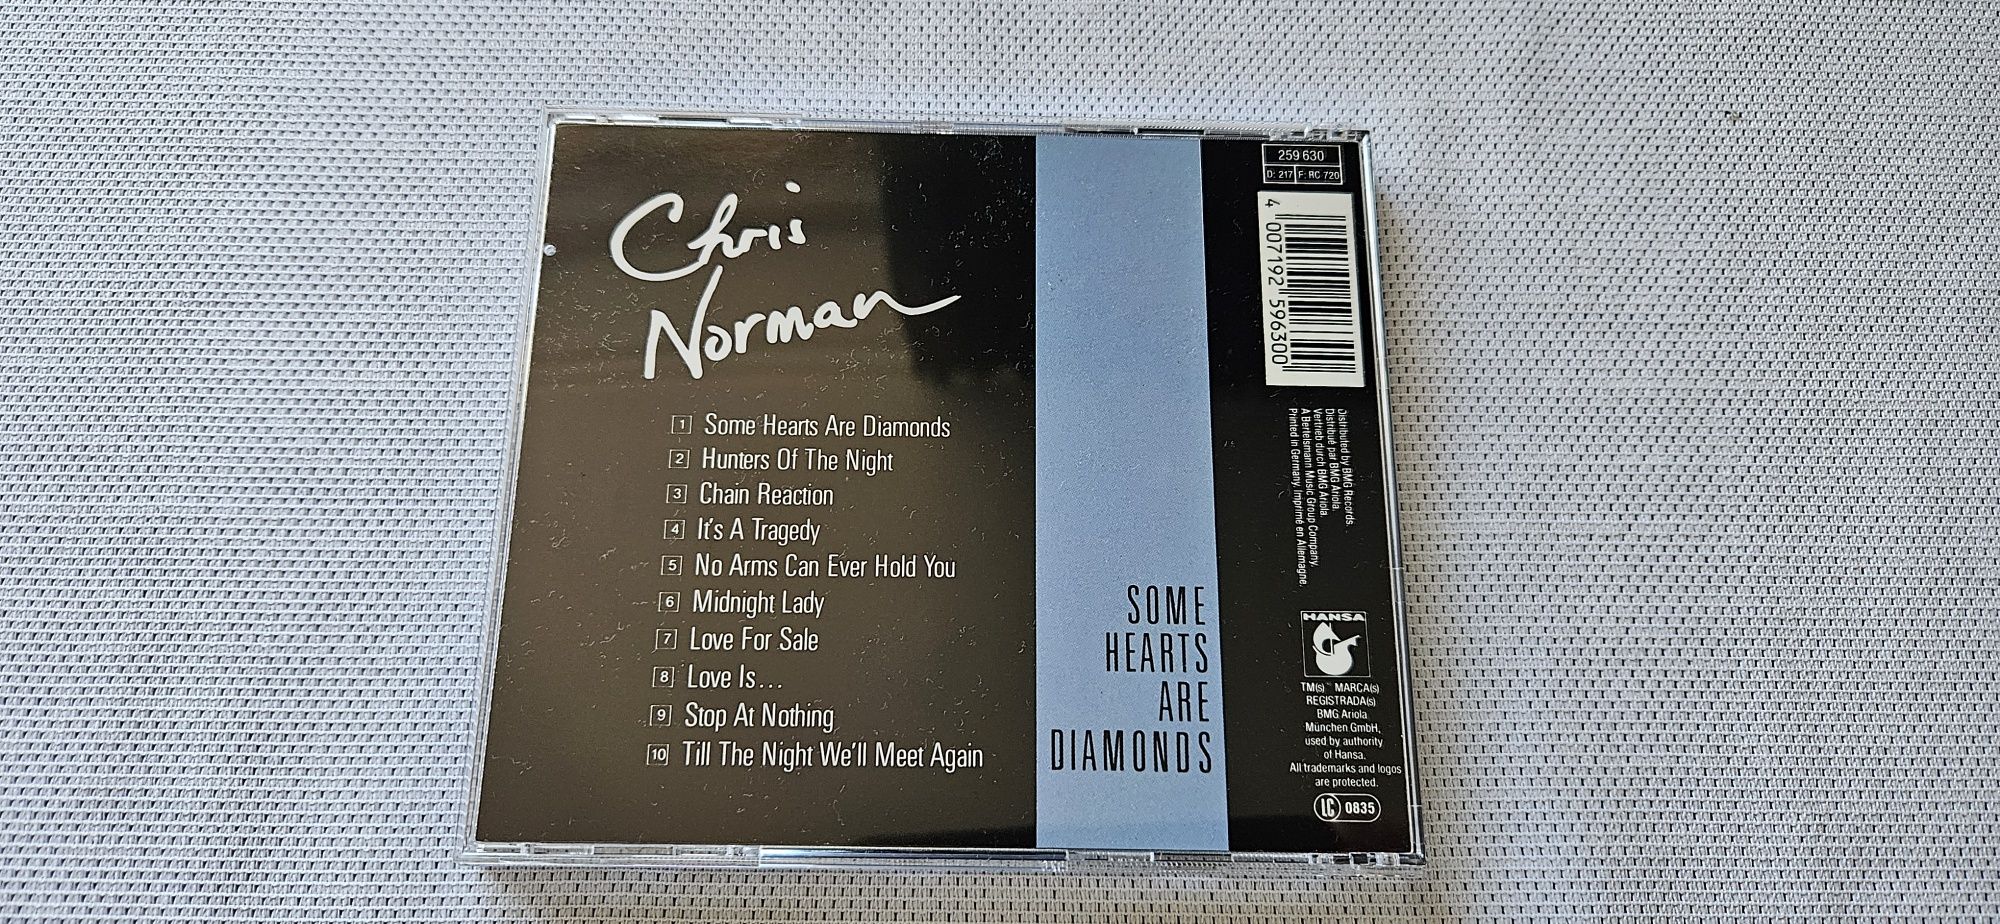 Chris
Norman
1 Some Hearts Are Diamonds
2 Hunters Of The Night
3 Chain Reaction
4 It's A Tragedy
5 No Arms Can Ever Hold You
6 Midnight Lady
7 Love For Sale
8 Love Is...
9 Stop At Nothing
10 Till The Night We'll Meet Again
SOME
HEARTS
ARE
DIAMONDS
259 630
D: 217 F: RC 720
4 007192 596300
Distributed by BMG Records.
Distribué par BMG Ariola.
Vertrieb durch BMG Ariola.
A Bertelsmann Music Group Company.
Printed in Germany. Imprimé en Allemagne.
HANSA
TM(s) MARCA(s)
REGISTRADA(s)
BMG Ariola
München GmbH,
used by authority
of Hansa.
All trademarks and logos
are protected.
LC 0835